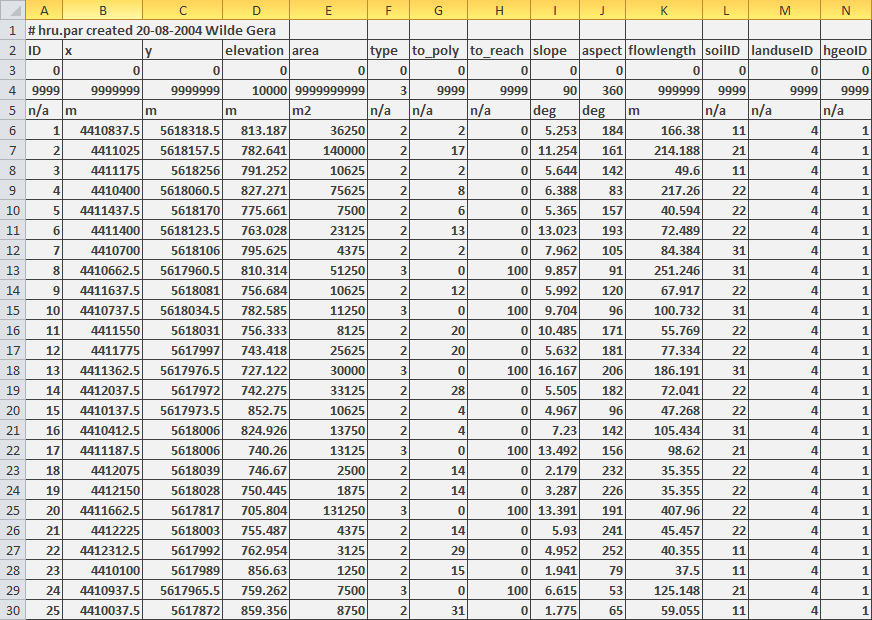 A B C D E F G H I J K L M N
1 # hru.par created 20-08-2004 Wilde Gera
2 ID x y elevation area type to_poly to_reach slope aspect flowlength soilID landuseID hgeoID
3 0 0 0 0 0 0 0 0 0 0 0 0 0 0
4 9999 9999999 9999999 10000 9999999999 3 9999 9999 90 360 999999 9999 9999 9999
5 n/a m m m m2 n/a n/a n/a deg deg m n/a n/a n/a
6 1 4410837.5 5618318.5 813.187 36250 2 2 0 5.253 184 166.38 11 4 1
7 2 4411025 5618157.5 782.641 140000 2 17 0 11.254 161 214.188 21 4 1
8 3 4411175 5618256 791.252 10625 2 2 0 5.644 142 49.6 11 4 1
9 4 4410400 5618060.5 827.271 75625 2 8 0 6.388 83 217.26 22 4 1
10 5 4411437.5 5618170 775.661 7500 2 6 0 5.365 157 40.594 22 4 1
11 6 4411400 5618123.5 763.028 23125 2 13 0 13.023 193 72.489 22 4 1
12 7 4410700 5618106 795.625 4375 2 2 0 7.962 105 84.384 31 4 1
13 8 4410662.5 5617960.5 810.314 51250 3 0 100 9.857 91 251.246 31 4 1
14 9 4411637.5 5618081 756.684 10625 2 12 0 5.992 120 67.917 22 4 1
15 10 4410737.5 5618034.5 782.585 11250 3 0 100 9.704 96 100.732 31 4 1
16 11 4411550 5618031 756.333 8125 2 20 0 10.485 171 55.769 22 4 1
17 12 4411775 5617997 743.418 25625 2 20 0 5.632 181 77.334 22 4 1
18 13 4411362.5 5617976.5 727.122 30000 3 0 100 16.167 206 186.191 31 4 1
19 14 4412037.5 5617972 742.275 33125 2 28 0 5.505 182 72.041 22 4 1
20 15 4410137.5 5617973.5 852.75 10625 2 4 0 4.967 96 47.268 22 4 1
21 16 4410412.5 5618006 824.926 13750 2 4 0 7.23 142 105.434 31 4 1
22 17 4411187.5 5618006 740.26 13125 3 0 100 13.492 156 98.62 21 4 1
23 18 4412075 5618039 746.67 2500 2 14 0 2.179 232 35.355 22 4 1
24 19 4412150 5618028 750.445 1875 2 14 0 3.287 226 35.355 22 4 1
25 20 4411662.5 5617817 705.804 131250 3 0 100 13.391 191 407.96 22 4 1
26 21 4412225 5618003 755.487 4375 2 14 0 5.93 241 45.457 22 4 1
27 22 4412312.5 5617992 762.954 3125 2 29 0 4.952 252 40.355 11 4 1
28 23 4410100 5617989 856.63 1250 2 15 0 1.941 79 37.5 11 4 1
29 24 4410937.5 5617965.5 759.262 7500 3 0 100 6.615 53 125.148 21 4 1
30 25 4410037.5 5617872 859.356 8750 2 31 0 1.775 65 59.055 11 4 1